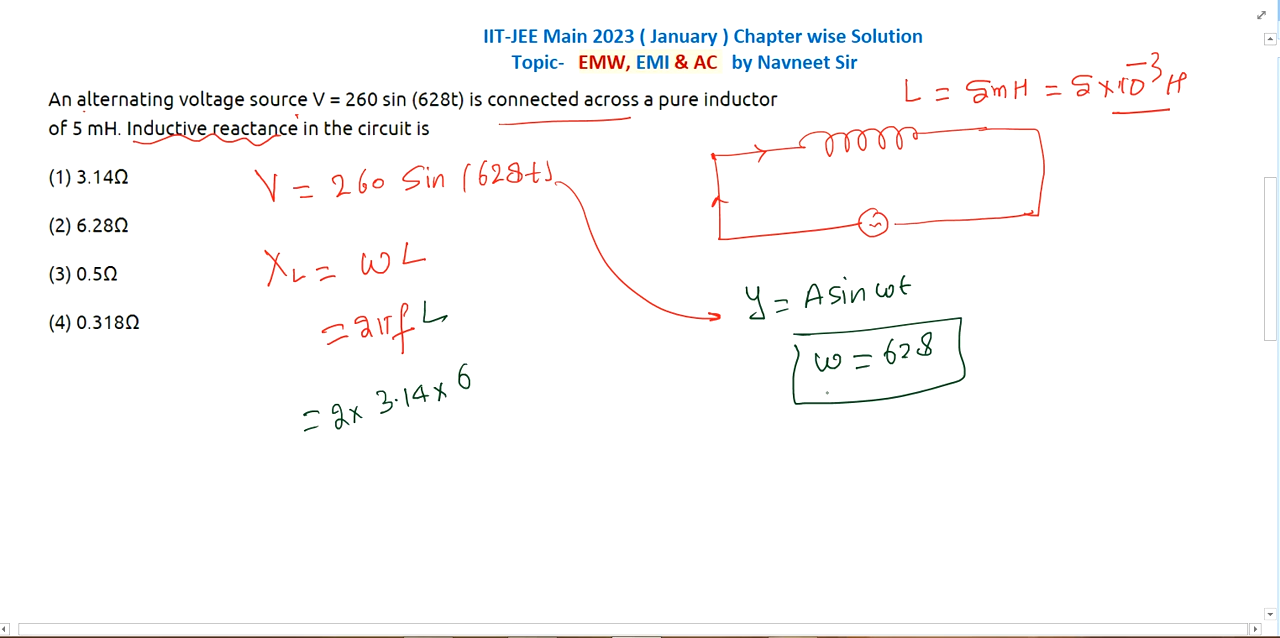 IIT-JEE Main 2023 ( January ) Chapter wise Solution
Topic- EMW, EMI & AC by Navneet Sir
An alternating voltage source V = 260 sin (628t) is connected across a pure inductor
of 5 mH. Inductive reactance in the circuit is
L = 5mH = 5×10⁻³ H
(1) 3.14Ω
(2) 6.28Ω
(3) 0.5Ω
(4) 0.318Ω
V = 260 Sin (628t)
X_L = ωL
= 2πf L
= 2× 3.14× 6
y = A sin ωt
ω = 628